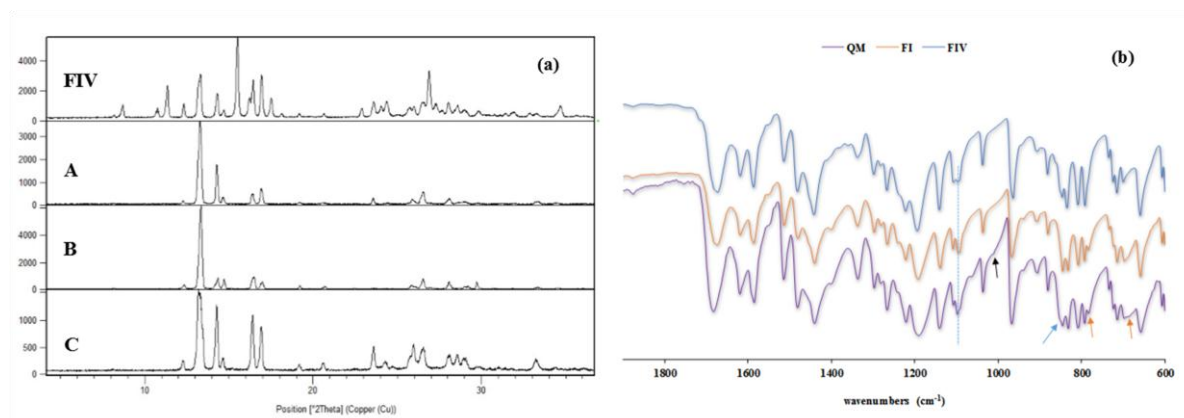 (a)
FIV
4000
2000
0
A
3000
2000
1000
0
B
4000
2000
0
C
1000
500
0
10 20 30
Position [°2Theta] (Copper (Cu))
QM FI FIV
(b)
1800 1600 1400 1200 1000 800 600
wavenumbers (cm-1)